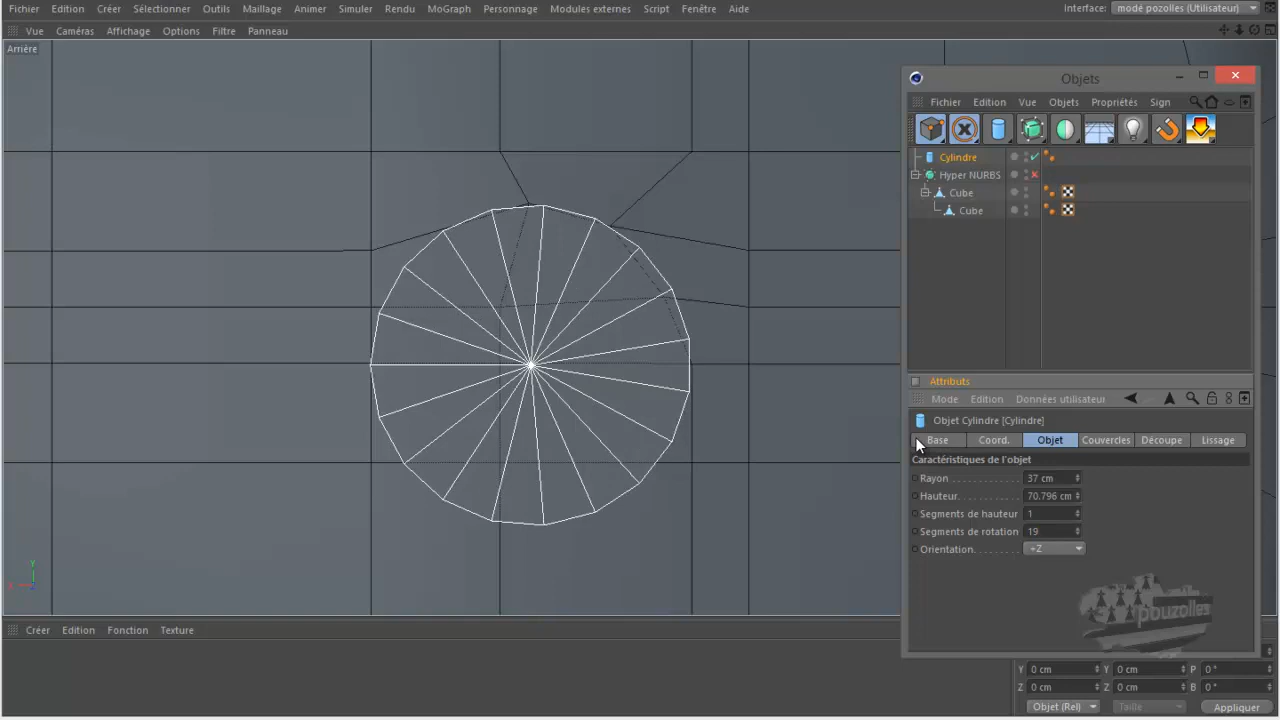 Fichier Edition Créer Sélectionner Outils Maillage Animer Simuler Rendu MoGraph Personnage Modules externes Script Fenêtre Aide Interface: modé pozolles (Utilisateur)
Vue Caméras Affichage Options Filtre Panneau
Arrière
Objets
Fichier Edition Vue Objets Propriétés Sign
Cylindre
Hyper NURBS
Cube
Cube
Attributs
Mode Edition Données utilisateur
Objet Cylindre [Cylindre]
Base Coord. Objet Couvercles Découpe Lissage
Caractéristiques de l'objet
Rayon 37 cm
Hauteur 70.796 cm
Segments de hauteur 1
Segments de rotation 19
Orientation +Z
pouzolles
Y
X
Z
Créer Edition Fonction Texture
Y 0 cm Y 0 cm P 0 °
Z 0 cm Z 0 cm B 0 °
Objet (Rel) Taille Appliquer